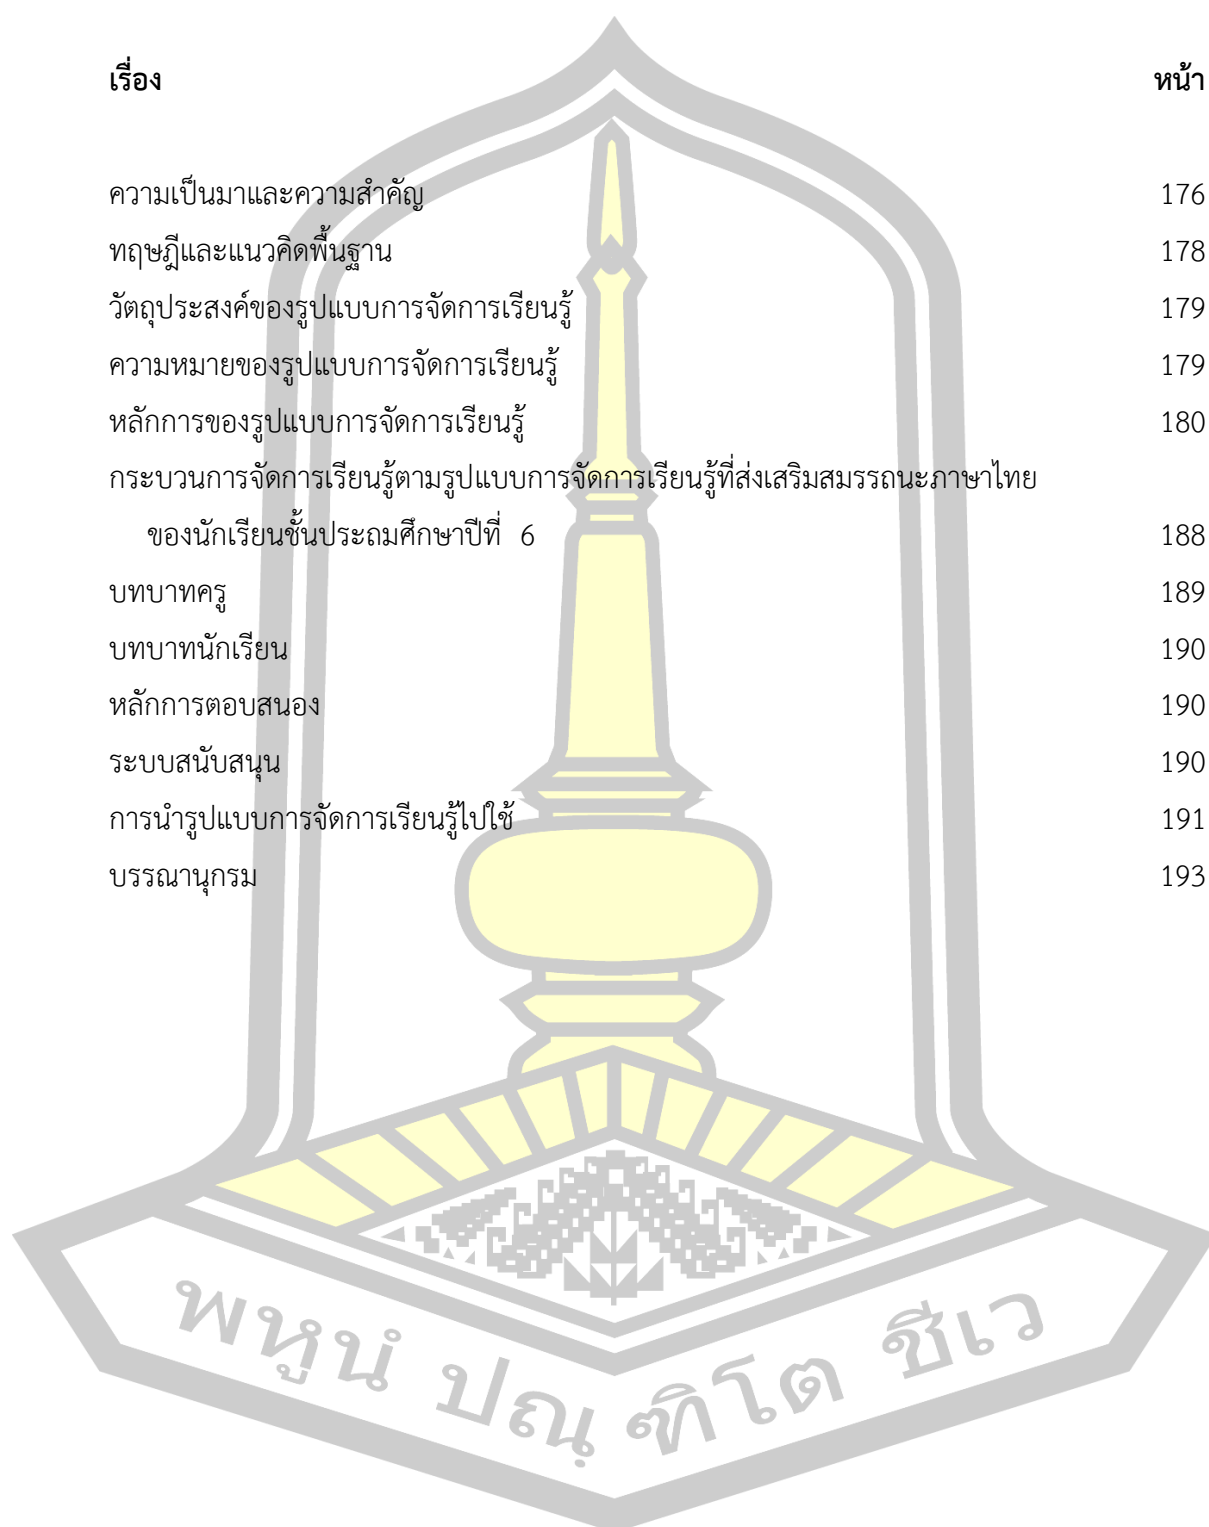 เรื่อง หน้า
ความเป็นมาและความสำคัญ 176
ทฤษฎีและแนวคิดพื้นฐาน 178
วัตถุประสงค์ของรูปแบบการจัดการเรียนรู้ 179
ความหมายของรูปแบบการจัดการเรียนรู้ 179
หลักการของรูปแบบการจัดการเรียนรู้ 180
กระบวนการจัดการเรียนรู้ตามรูปแบบการจัดการเรียนรู้ที่ส่งเสริมสมรรถนะภาษาไทย
ของนักเรียนชั้นประถมศึกษาปีที่ 6 188
บทบาทครู 189
บทบาทนักเรียน 190
หลักการตอบสนอง 190
ระบบสนับสนุน 190
การนำรูปแบบการจัดการเรียนรู้ไปใช้ 191
บรรณานุกรม 193
พหูนํ ปณฺฑิโต ชีเว